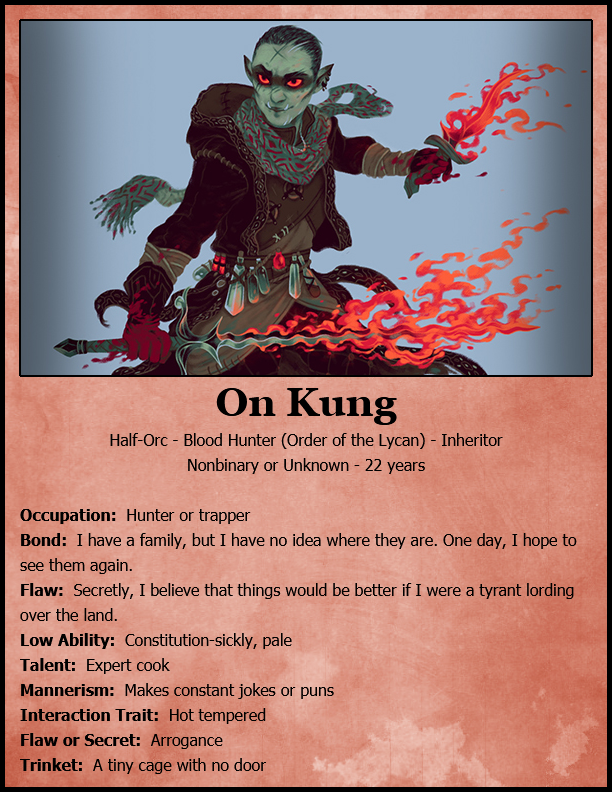 On Kung
Half-Orc - Blood Hunter (Order of the Lycan) - Inheritor
Nonbinary or Unknown - 22 years
Occupation: Hunter or trapper
Bond: I have a family, but I have no idea where they are. One day, I hope to
see them again.
Flaw: Secretly, I believe that things would be better if I were a tyrant lording
over the land.
Low Ability: Constitution-sickly, pale
Talent: Expert cook
Mannerism: Makes constant jokes or puns
Interaction Trait: Hot tempered
Flaw or Secret: Arrogance
Trinket: A tiny cage with no door